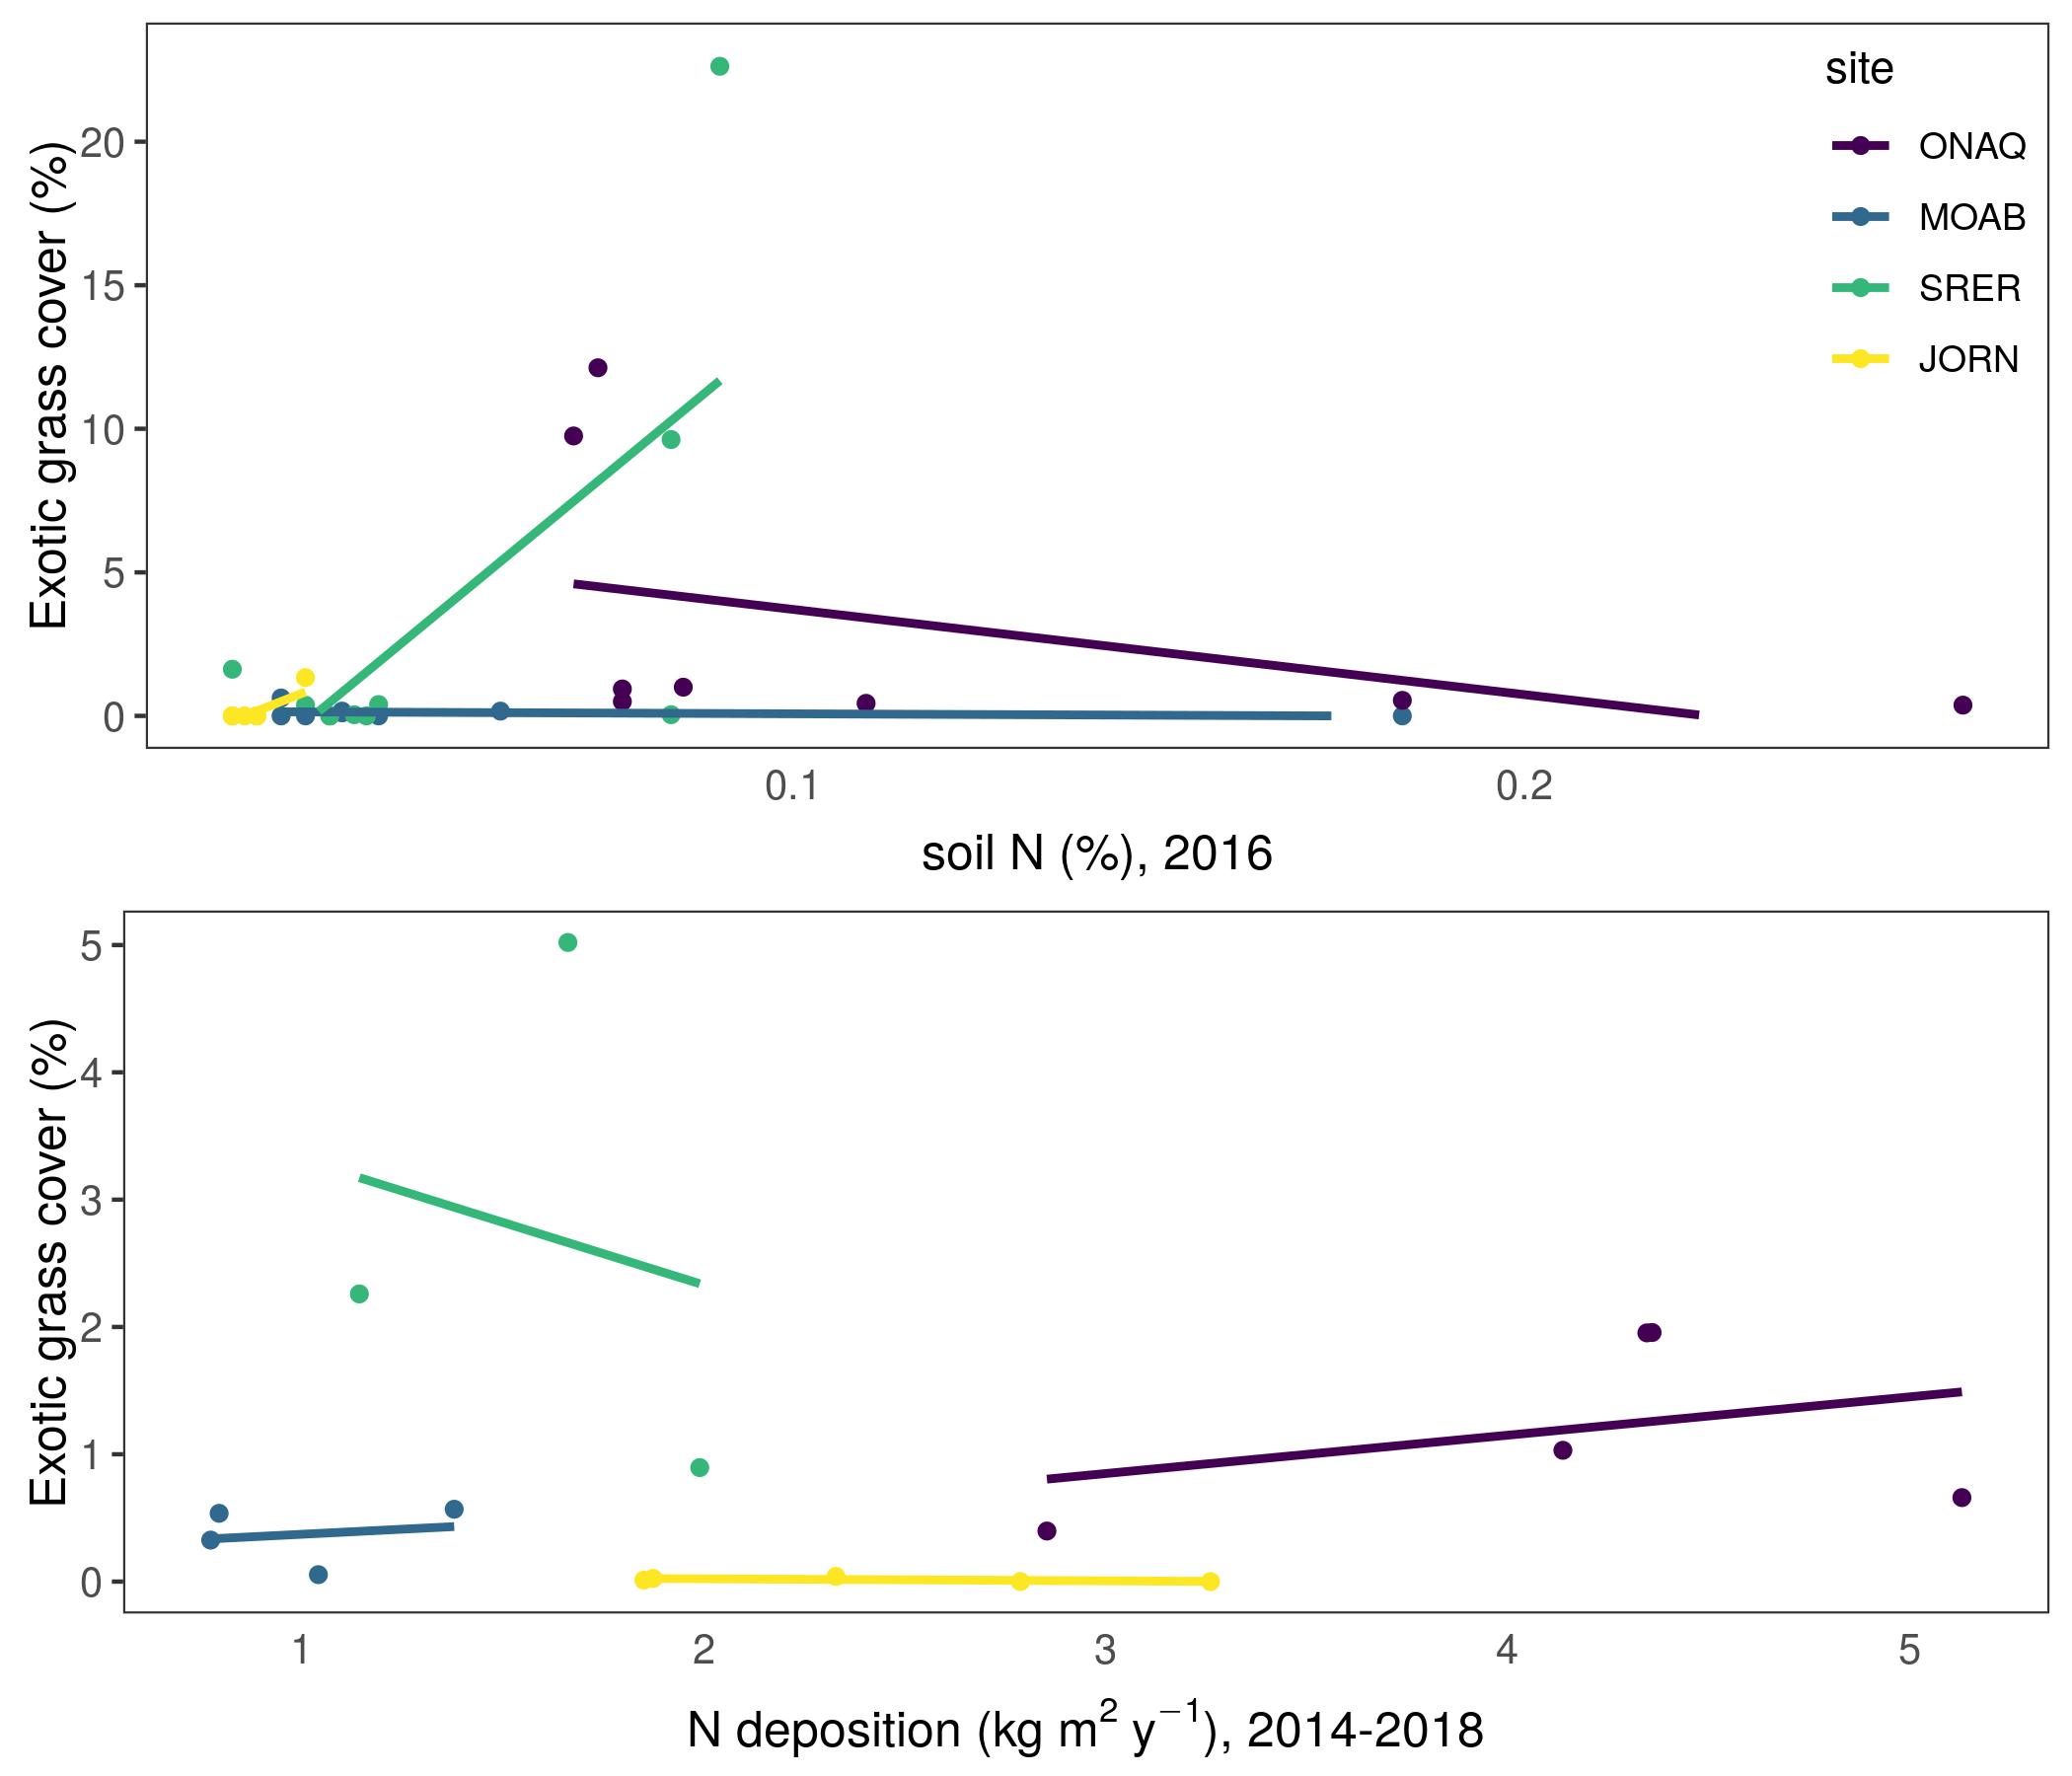 Exotic grass cover (%)
20
15
10
5
0
site
ONAQ
MOAB
SRER
JORN
0.1
0.2
soil N (%), 2016
Exotic grass cover (%)
5
4
3
2
1
0
1
2
3
4
5
N deposition (kg m² y⁻¹), 2014-2018